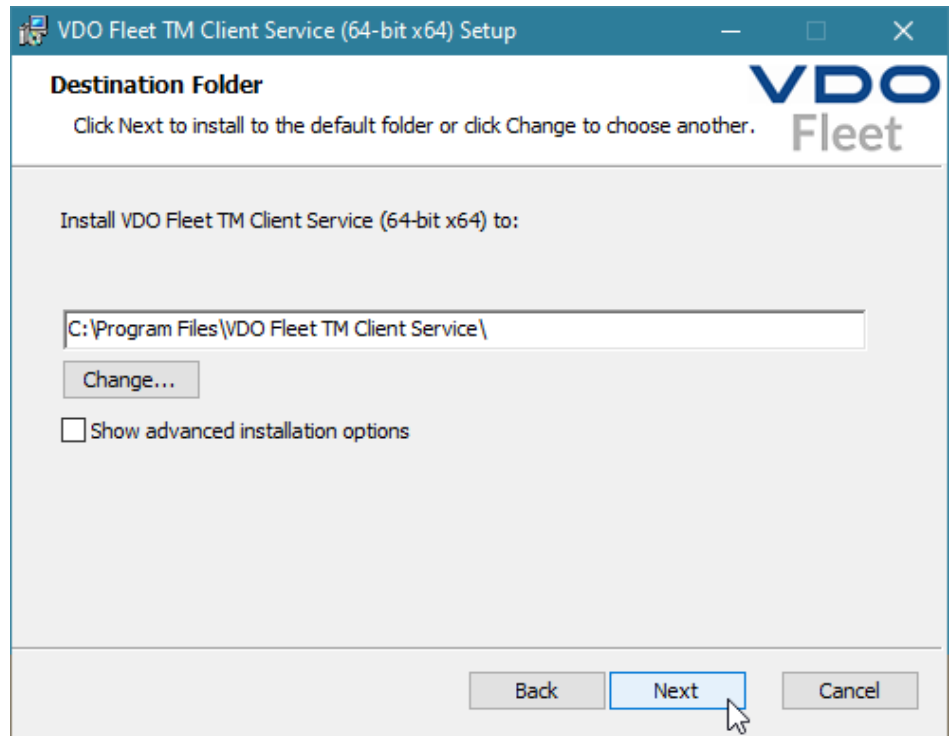 VDO Fleet TM Client Service (64-bit x64) Setup
Destination Folder
Click Next to install to the default folder or click Change to choose another.
VDO
Fleet
Install VDO Fleet TM Client Service (64-bit x64) to:
C:\Program Files\VDO Fleet TM Client Service\
Change...
Show advanced installation options
Back Next Cancel